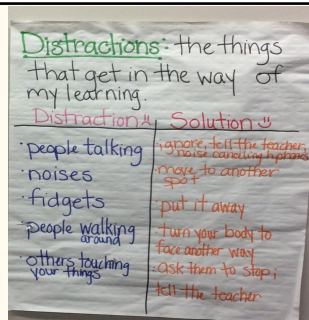 Distractions: the things
that get in the way of
my learning.
Distraction
· people talking
· noises
· fidgets
· people walking
around
· others touching
your things
Solution
· ignore, tell the teacher,
noise canceling
· move to another
spot
· put it away
· turn your body to
face another way
· ask them to stop;
tell the teacher